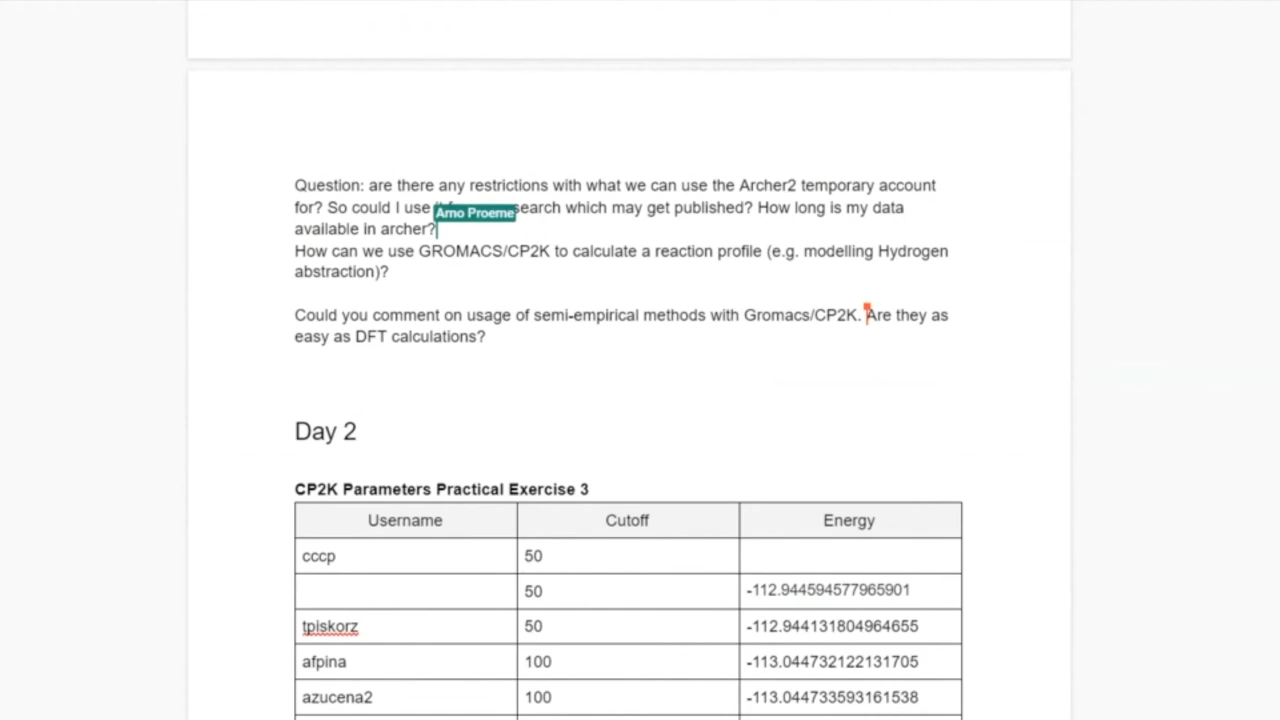 Question: are there any restrictions with what we can use the Archer2 temporary account
for? So could I use search which may get published? How long is my data
Arno Proeme
available in archer?
How can we use GROMACS/CP2K to calculate a reaction profile (e.g. modelling Hydrogen
abstraction)?
Could you comment on usage of semi-empirical methods with Gromacs/CP2K. Are they as
easy as DFT calculations?
Day 2
CP2K Parameters Practical Exercise 3
Username Cutoff Energy
cccp 50
50 -112.944594577965901
tpiskorz 50 -112.944131804964655
afpina 100 -113.044732122131705
azucena2 100 -113.044733593161538